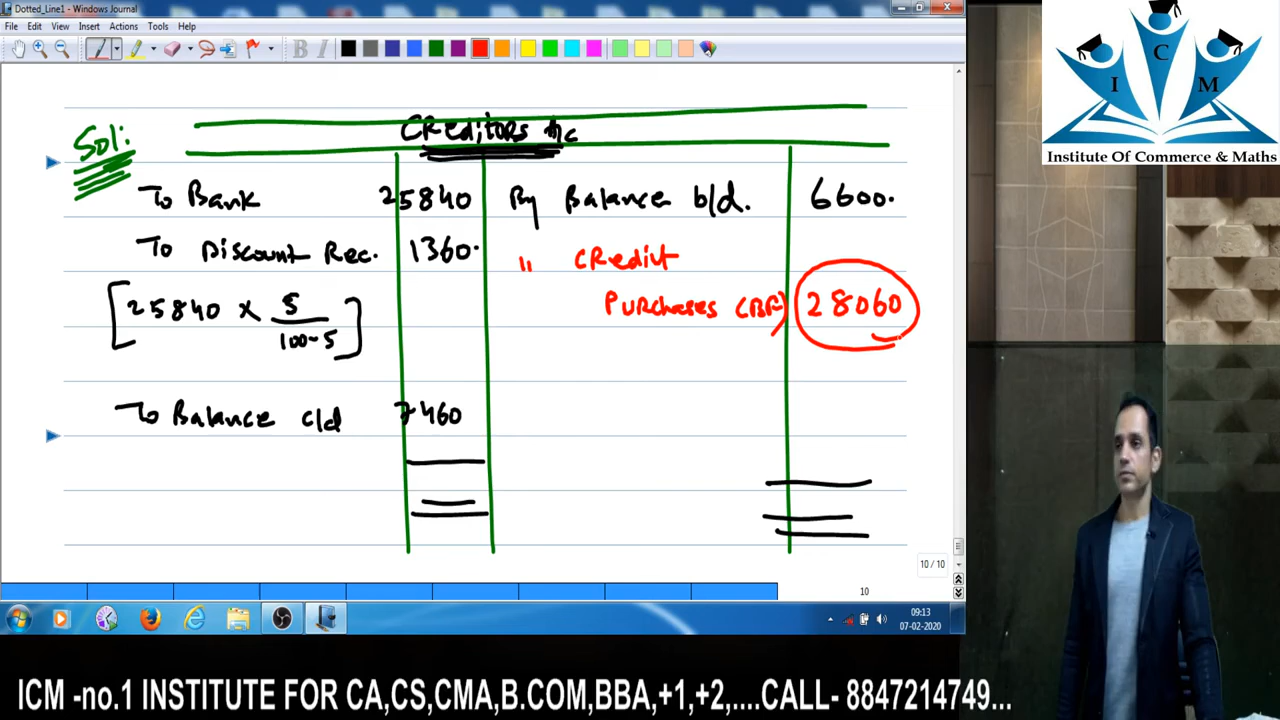 Dotted_Line1 - Windows Journal
File Edit View Insert Actions Tools Help
B I
I C M
Institute Of Commerce & Maths
Sol:
CReditors A/c
To Bank 25840 By Balance b/d. 6600.
To Discount Rec. 1360. " CRedit
[25840 × 5/100-5] PuRchases (BF) 28060
To Balance c/d 7460
10 / 10
10
09:13
07-02-2020
ICM -no.1 INSTITUTE FOR CA,CS,CMA,B.COM,BBA,+1,+2,....CALL- 8847214749...